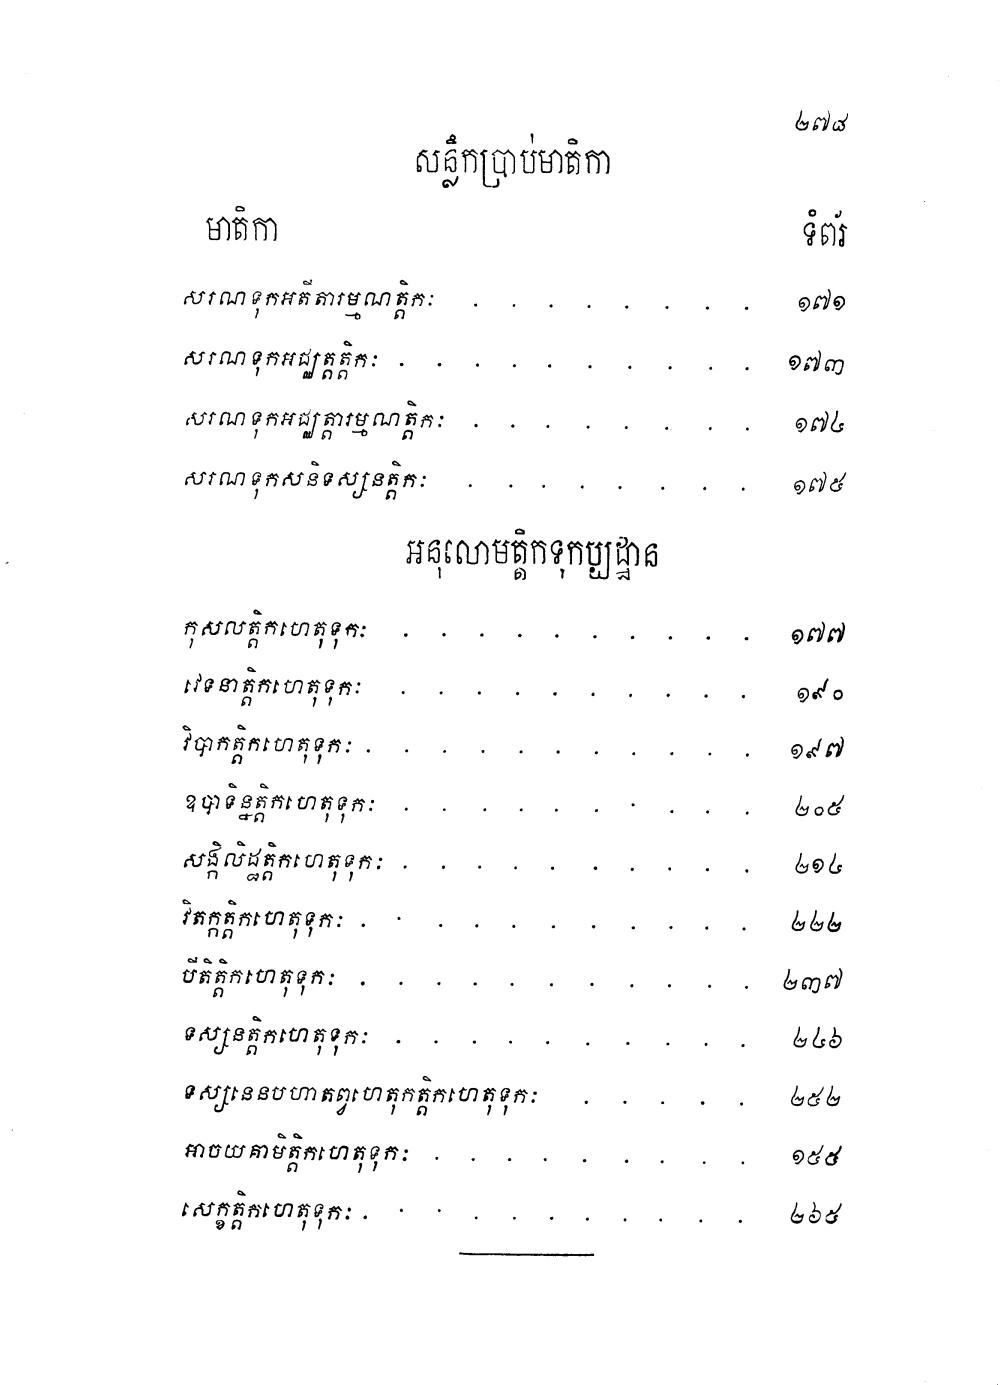 ២៧៨
សន្លឹកប្រាប់មាតិកា
មាតិកា ទំព័រ
សរណទុកអតីតារម្មណត្តិកៈ . . . . . . . . ១៧១
សរណទុកអជ្ឈត្តត្តិកៈ . . . . . . . . . . ១៧៣
សរណទុកអជ្ឈត្តារម្មណត្តិកៈ . . . . . . . . ១៧៤
សរណទុកសនិទស្សនត្តិកៈ . . . . . . . . ១៧៥
អនុលោមត្តិកទុកប្បដ្ឋាន
កុសលត្តិកហេតុទុកៈ . . . . . . . . . . ១៧៧
វេទនាត្តិកហេតុទុកៈ . . . . . . . . . . ១៩០
វិបាកត្តិកហេតុទុកៈ . . . . . . . . . . . ១៩៧
ឧបាទិន្នត្តិកហេតុទុកៈ . . . . . . . . . . ២០៥
សង្កិលិដ្ឋត្តិកហេតុទុកៈ . . . . . . . . . . ២១៤
វិតក្កត្តិកហេតុទុកៈ . . . . . . . . . . . ២២២
បីតិត្តិកហេតុទុកៈ . . . . . . . . . . . ២៣៧
ទស្សនត្តិកហេតុទុកៈ . . . . . . . . . . ២៤៦
ទស្សនេនបហាតព្វហេតុកត្តិកហេតុទុកៈ . . . . . ២៥២
អាចយគាមិត្តិកហេតុទុកៈ . . . . . . . . . ១៥៥
សេក្ខត្តិកហេតុទុកៈ . . . . . . . . . . . ២៦៥